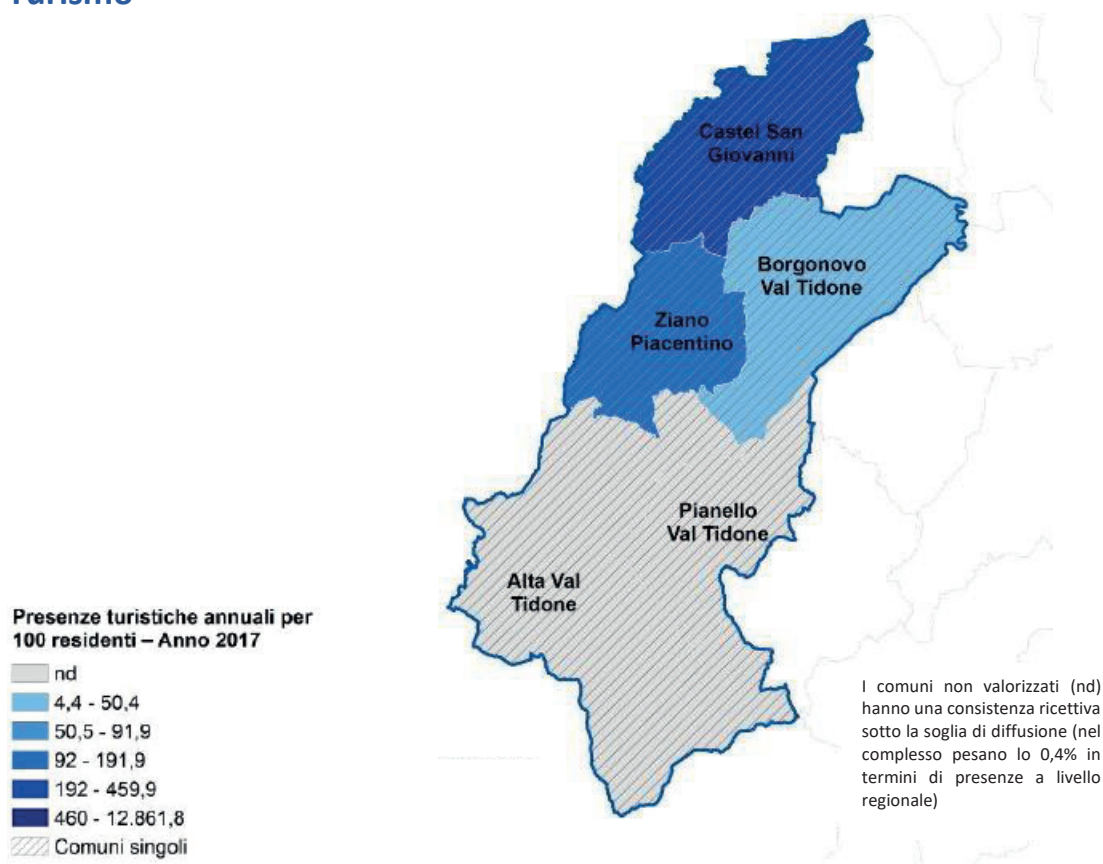 Turismo
Castel San
Giovanni
Borgonovo
Val Tidone
Ziano
Piacentino
Pianello
Val Tidone
Alta Val
Tidone
Presenze turistiche annuali per
100 residenti – Anno 2017
nd
4,4 - 50,4
50,5 - 91,9
92 - 191,9
192 - 459,9
460 - 12.861,8
Comuni singoli
I comuni non valorizzati (nd)
hanno una consistenza ricettiva
sotto la soglia di diffusione (nel
complesso pesano lo 0,4% in
termini di presenze a livello
regionale)